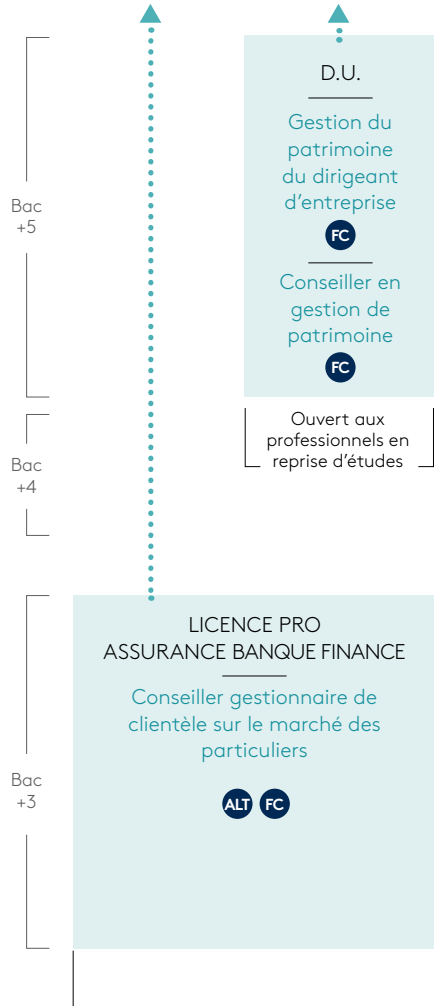 D.U.
Gestion du
patrimoine
du dirigeant
d’entreprise
FC
Conseiller en
gestion de
patrimoine
FC
Bac
+5
Ouvert aux
professionnels en
reprise d’études
Bac
+4
LICENCE PRO
ASSURANCE BANQUE FINANCE
Conseiller gestionnaire de
clientèle sur le marché des
particuliers
ALT FC
Bac
+3